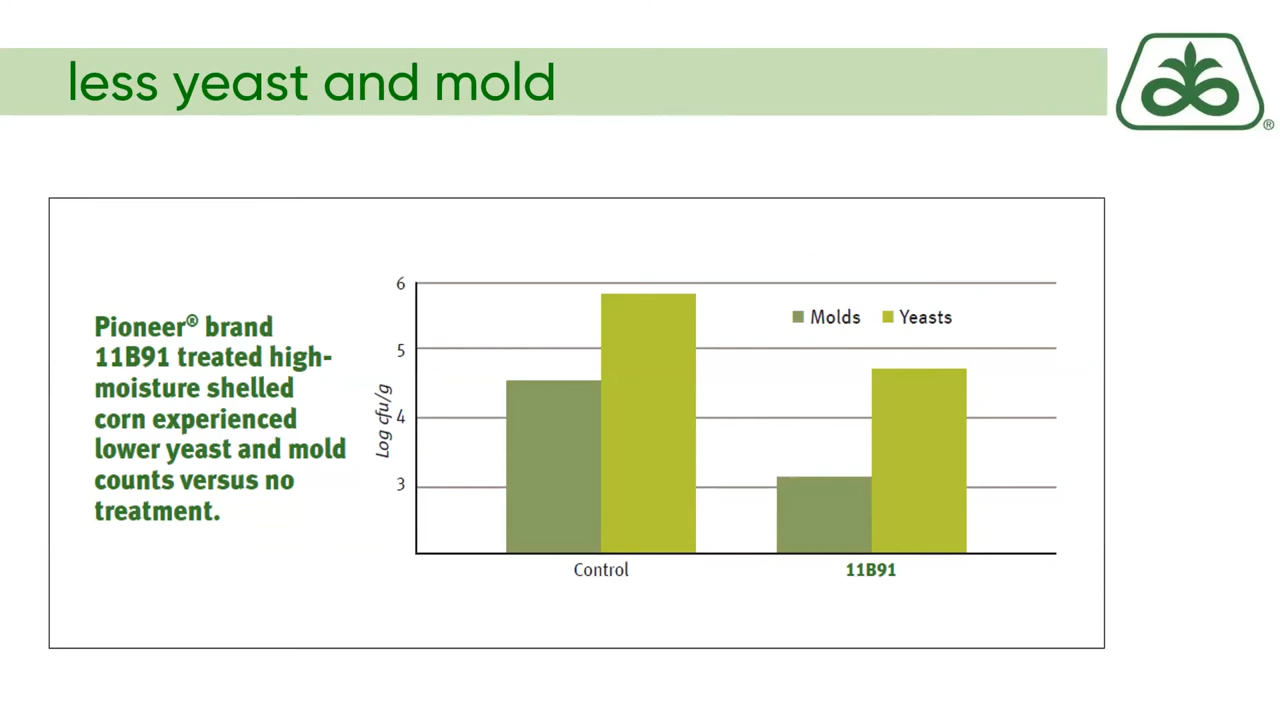 less yeast and mold
®
Pioneer® brand
11B91 treated high-
moisture shelled
corn experienced
lower yeast and mold
counts versus no
treatment.
Log cfu/g
6
5
4
3
Molds Yeasts
Control 11B91